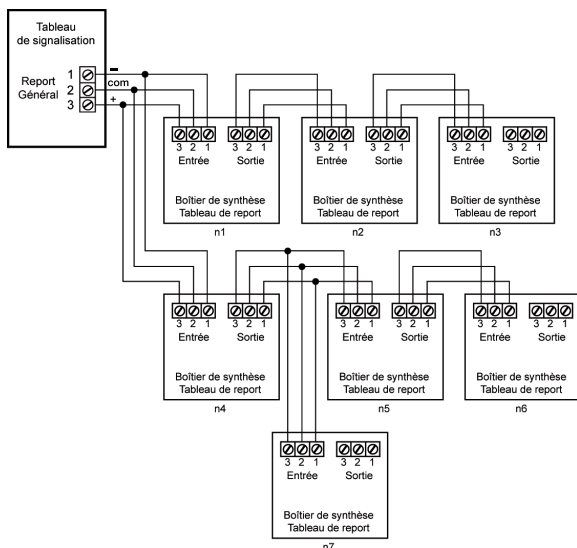 Tableau
de signalisation
Report
Général
1
2
3
–
com
+
3 2 1
Entrée
3 2 1
Sortie
Boîtier de synthèse
Tableau de report
n1
3 2 1
Entrée
3 2 1
Sortie
Boîtier de synthèse
Tableau de report
n2
3 2 1
Entrée
3 2 1
Sortie
Boîtier de synthèse
Tableau de report
n3
3 2 1
Entrée
3 2 1
Sortie
Boîtier de synthèse
Tableau de report
n4
3 2 1
Entrée
3 2 1
Sortie
Boîtier de synthèse
Tableau de report
n5
3 2 1
Entrée
3 2 1
Sortie
Boîtier de synthèse
Tableau de report
n6
3 2 1
Entrée
3 2 1
Sortie
Boîtier de synthèse
Tableau de report
n7